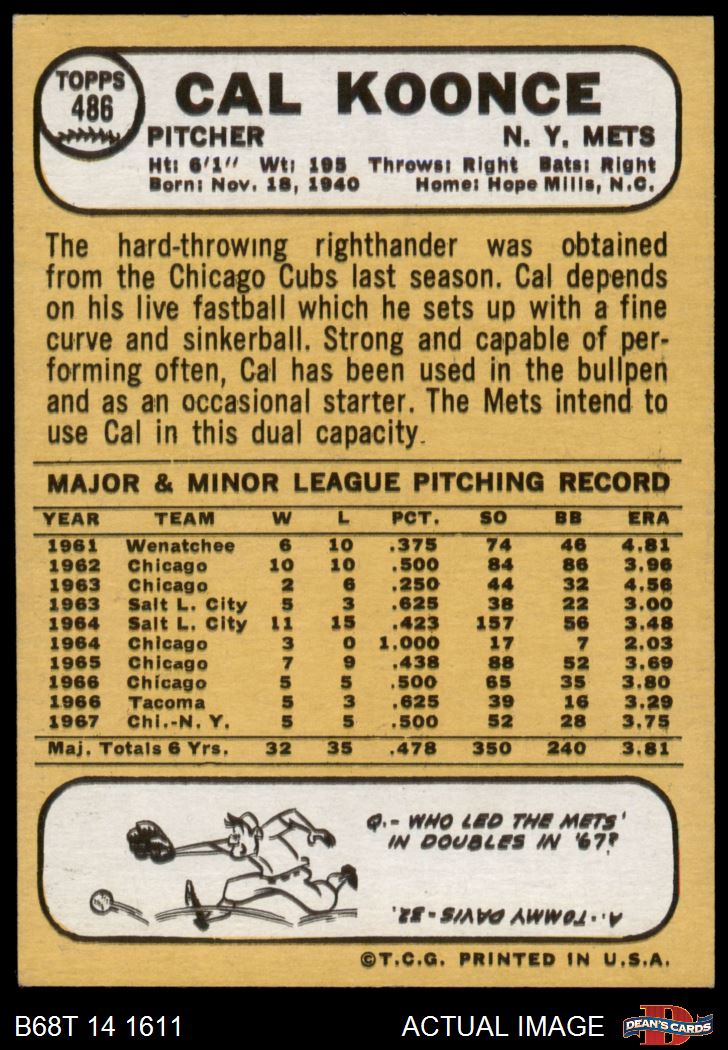 TOPPS
486
CAL KOONCE
PITCHER N. Y. METS
Ht: 6'1" Wt: 195 Throws: Right Bats: Right
Born: Nov. 18, 1940 Home: Hope Mills, N.C.
The hard-throwing righthander was obtained
from the Chicago Cubs last season. Cal depends
on his live fastball which he sets up with a fine
curve and sinkerball. Strong and capable of per-
forming often, Cal has been used in the bullpen
and as an occasional starter. The Mets intend to
use Cal in this dual capacity.
MAJOR & MINOR LEAGUE PITCHING RECORD
YEAR TEAM W L PCT. SO BB ERA
1961 Wenatchee 6 10 .375 74 46 4.81
1962 Chicago 10 10 .500 84 86 3.96
1963 Chicago 2 6 .250 44 32 4.56
1963 Salt L. City 5 3 .625 38 22 3.00
1964 Salt L. City 11 15 .423 157 56 3.48
1964 Chicago 3 0 1.000 17 7 2.03
1965 Chicago 7 9 .438 88 52 3.69
1966 Chicago 5 5 .500 65 35 3.80
1966 Tacoma 5 3 .625 39 16 3.29
1967 Chi.-N. Y. 5 5 .500 52 28 3.75
Maj. Totals 6 Yrs. 32 35 .478 350 240 3.81
Q.- WHO LED THE METS'
IN DOUBLES IN '67?
A.- TOMMY DAVIS - 32.
©T.C.G. PRINTED IN U.S.A.
B68T 14 1611 ACTUAL IMAGE
D
DEAN'S CARDS